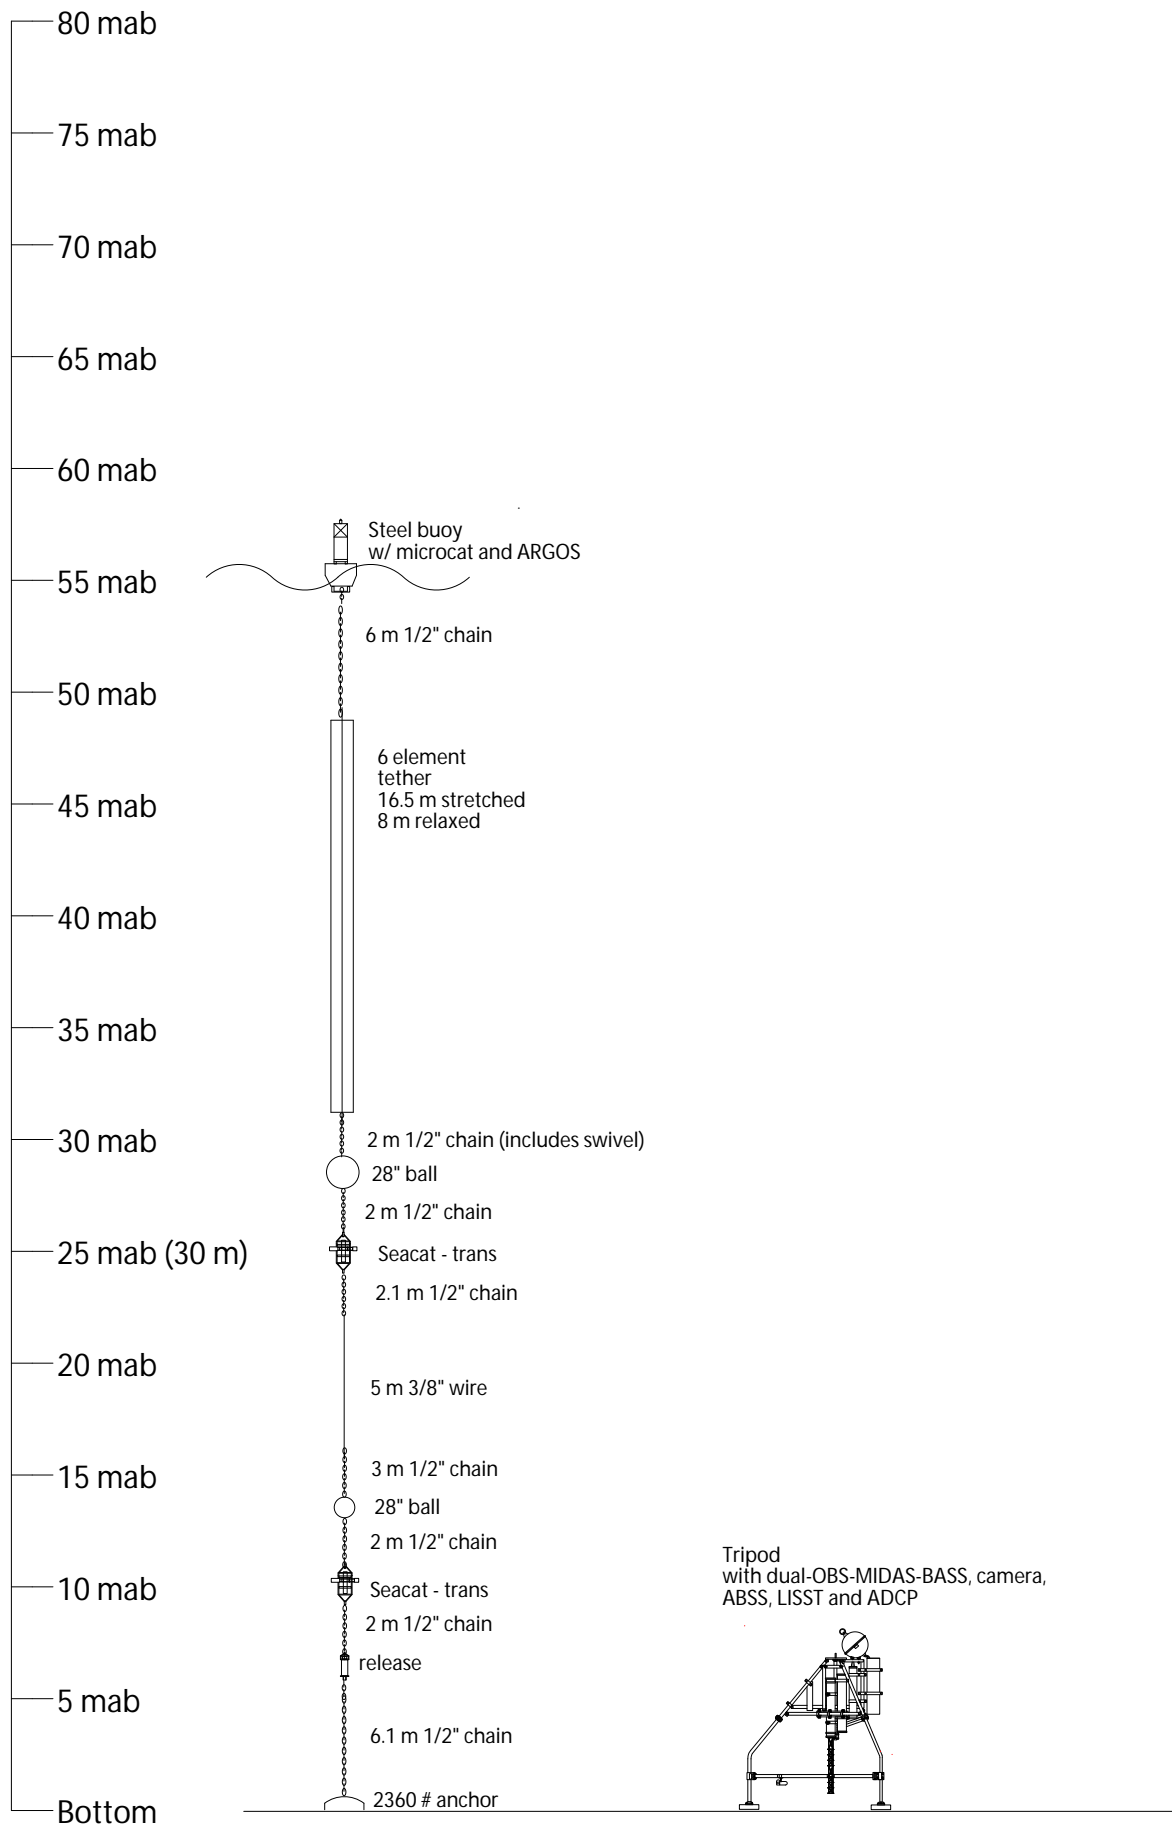 80 mab
75 mab
70 mab
65 mab
60 mab
Steel buoy
w/ microcat and ARGOS
55 mab
6 m 1/2" chain
50 mab
6 element
tether
16.5 m stretched
8 m relaxed
45 mab
40 mab
35 mab
30 mab
2 m 1/2" chain (includes swivel)
28" ball
2 m 1/2" chain
25 mab (30 m)
Seacat - trans
2.1 m 1/2" chain
20 mab
5 m 3/8" wire
15 mab
3 m 1/2" chain
28" ball
2 m 1/2" chain
Tripod
with dual-OBS-MIDAS-BASS, camera,
ABSS, LISST and ADCP
10 mab
Seacat - trans
2 m 1/2" chain
release
5 mab
6.1 m 1/2" chain
2360 # anchor
Bottom